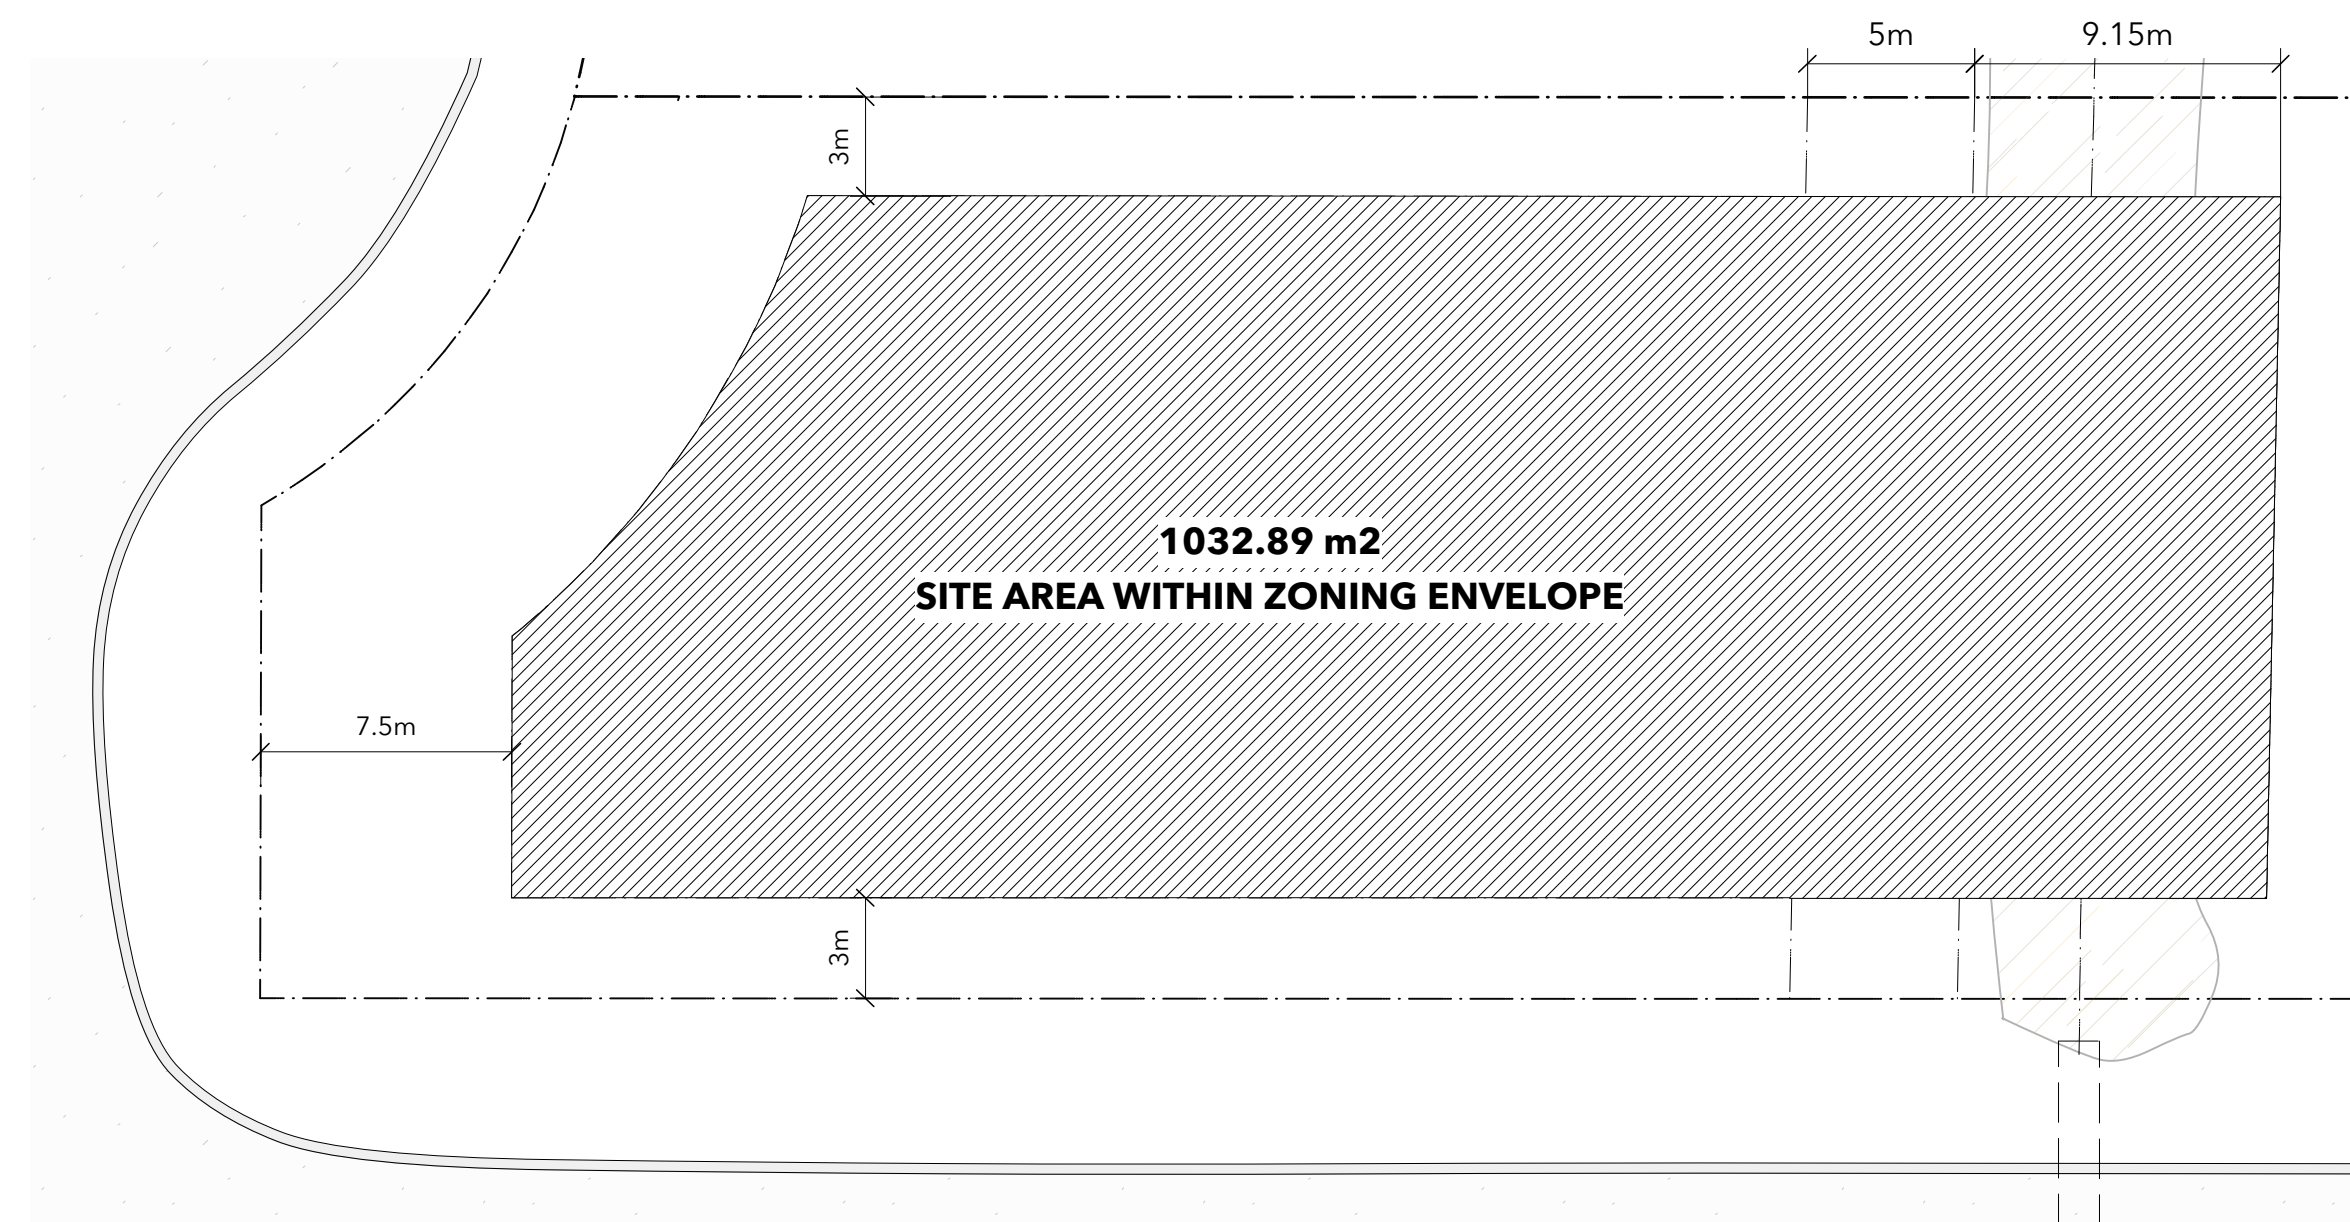 5m
9.15m
3m
1032.89 m2
SITE AREA WITHIN ZONING ENVELOPE
7.5m
3m